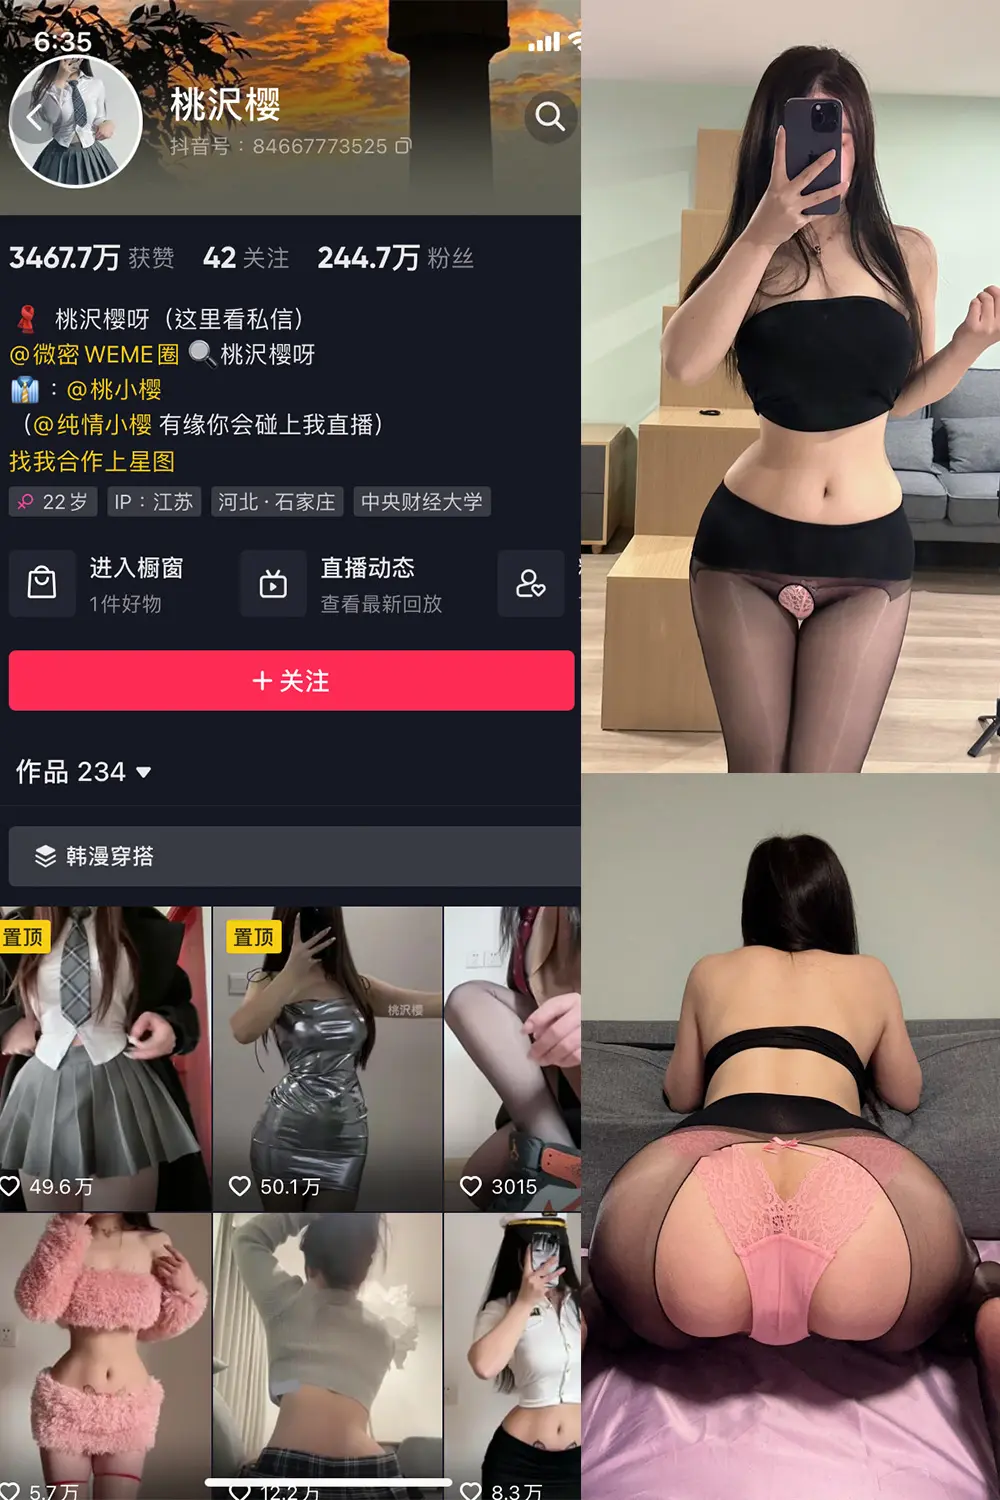 6:35
桃沢樱
抖音号：84667773525
3467.7万 获赞 42 关注 244.7万 粉丝
桃沢樱呀（这里看私信）
@微密WEME圈 桃沢樱呀
：@桃小樱
（@纯情小樱 有缘你会碰上我直播）
找我合作上星图
22岁 IP：江苏 河北·石家庄 中央财经大学
进入橱窗 直播动态
1件好物 查看最新回放
+ 关注
作品 234
韩漫穿搭
置顶 置顶
桃沢樱
49.6万 50.1万 3015
5.7万 12.2万 8.3万